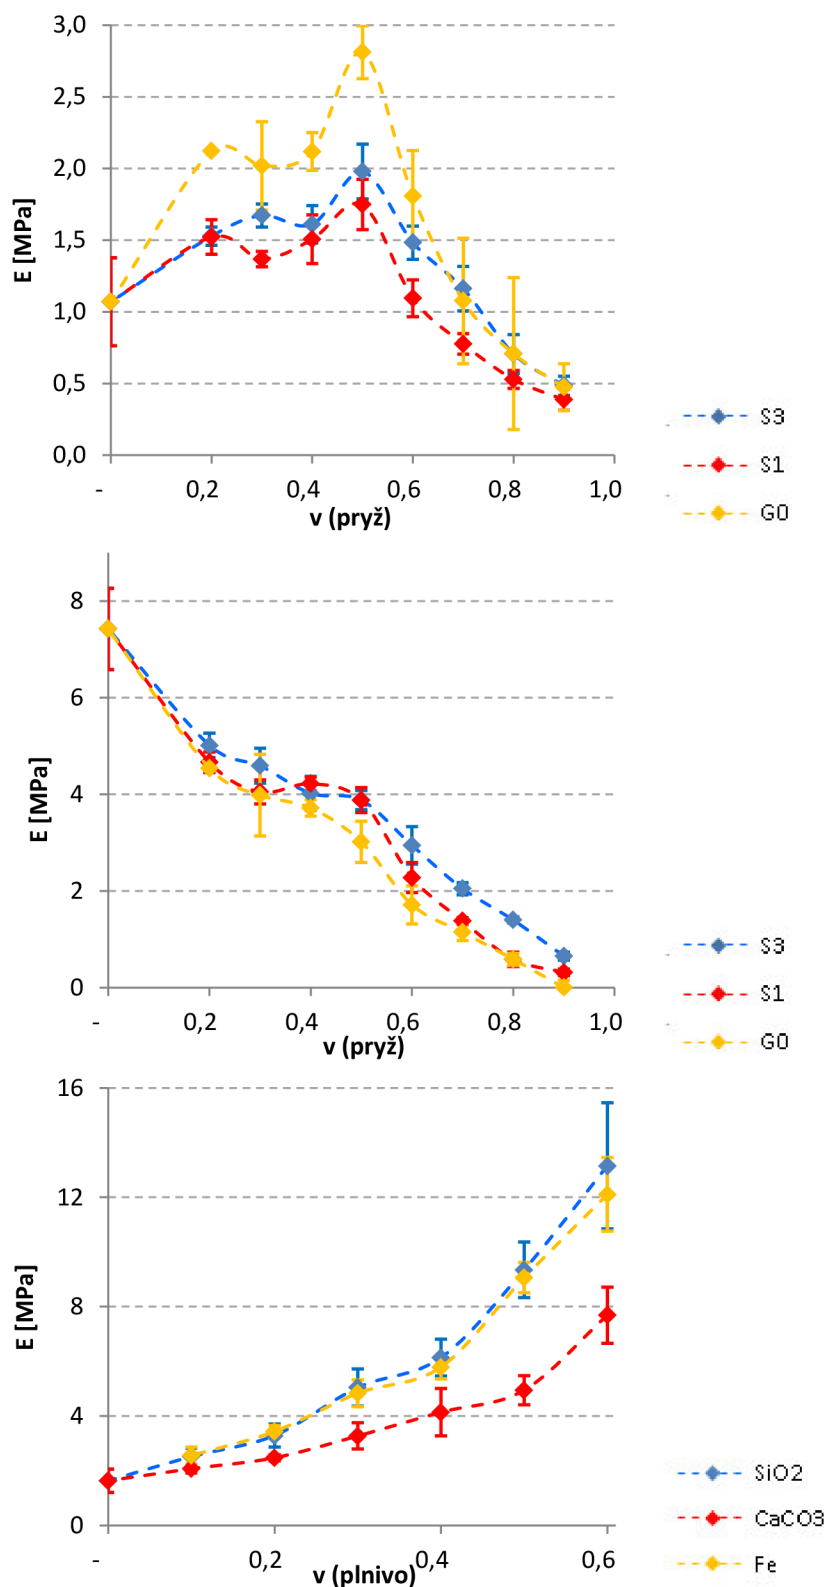 3,0
2,5
2,0
1,5
1,0
0,5
0,0
E [MPa]
- 0,2 0,4 0,6 0,8 1,0
v (pryž)
S3
S1
G0
8
6
4
2
0
E [MPa]
- 0,2 0,4 0,6 0,8 1,0
v (pryž)
S3
S1
G0
16
12
8
4
0
E [MPa]
- 0,2 0,4 0,6
v (plnivo)
SiO2
CaCO3
Fe